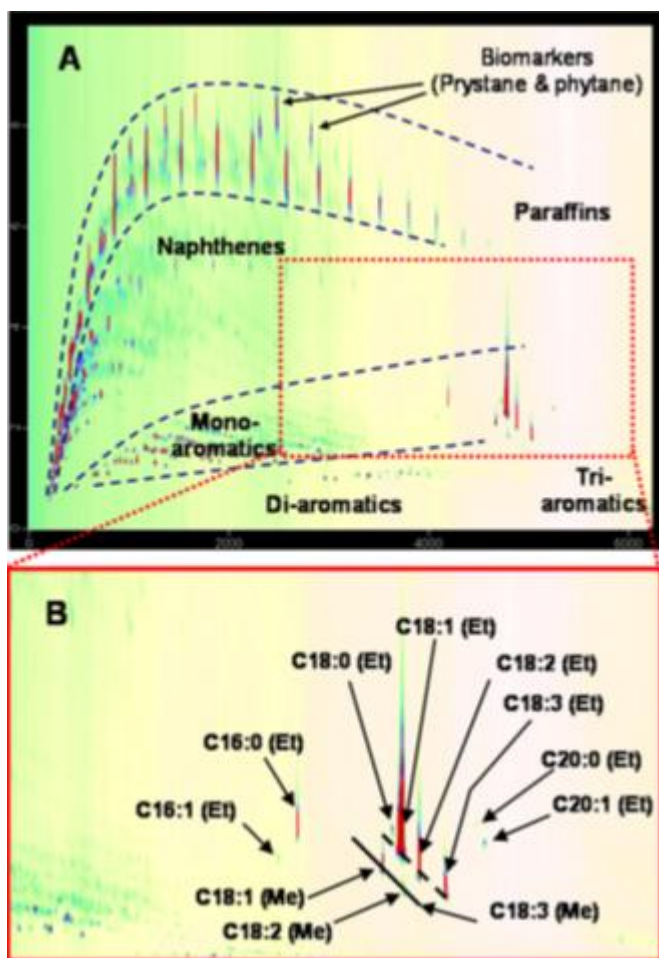 A
Biomarkers
(Prystane & phytane)
Paraffins
Naphthenes
Mono-
aromatics
Di-aromatics
Tri-
aromatics
0
2000
4000
6000
B
C18:1 (Et)
C18:0 (Et)
C18:2 (Et)
C18:3 (Et)
C16:0 (Et)
C20:0 (Et)
C16:1 (Et)
C20:1 (Et)
C18:1 (Me)
C18:3 (Me)
C18:2 (Me)